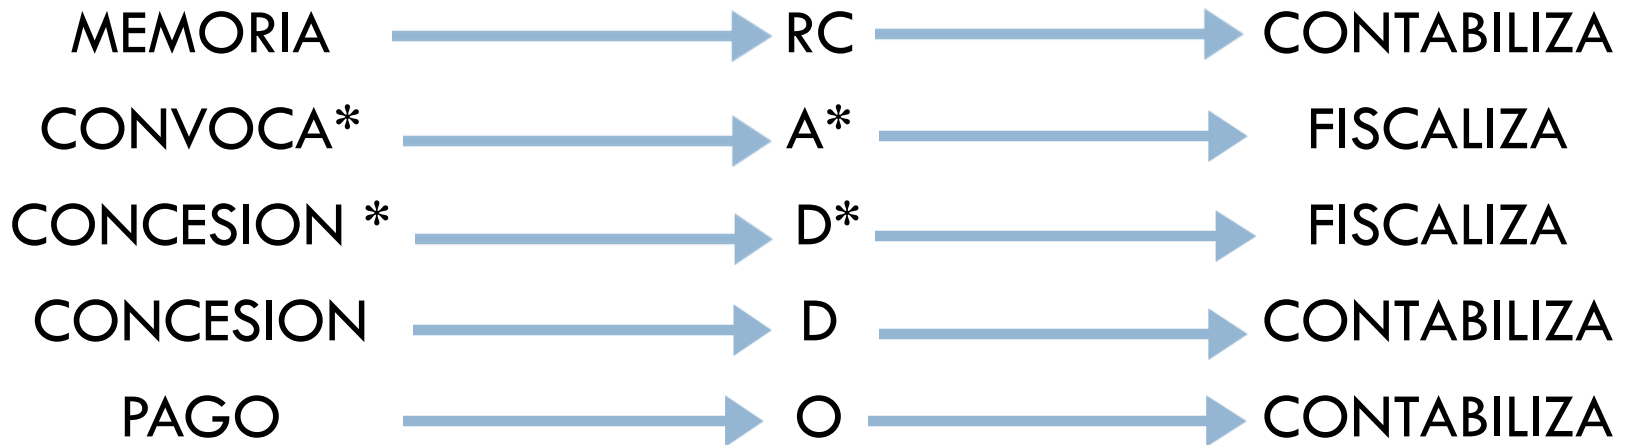 MEMORIA RC CONTABILIZA
CONVOCA* A* FISCALIZA
CONCESION * D* FISCALIZA
CONCESION D CONTABILIZA
PAGO O CONTABILIZA